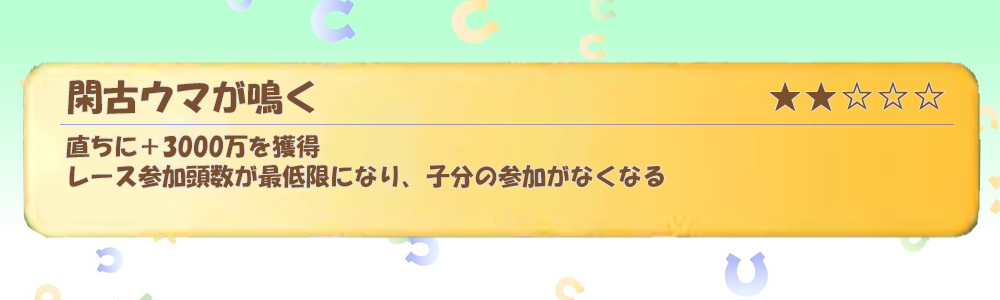 閑古ウマが鳴く ★★☆☆☆
直ちに＋3000万を獲得
レース参加頭数が最低限になり、子分の参加がなくなる